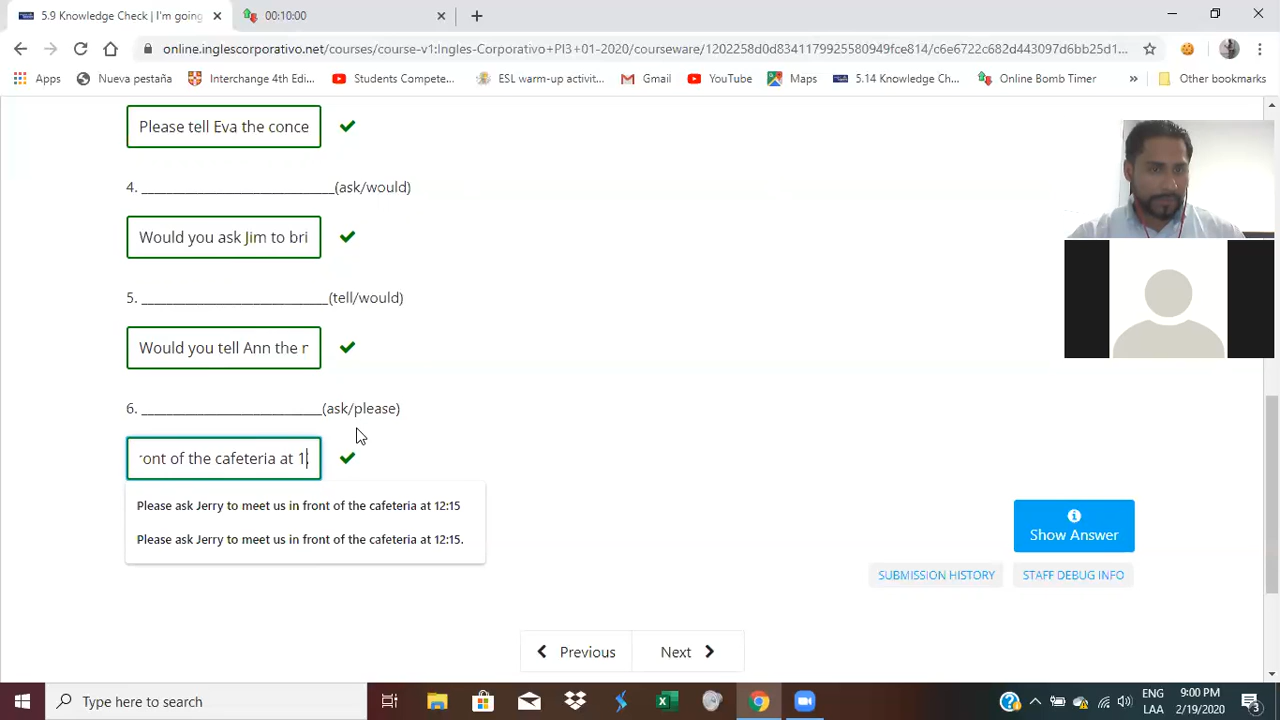 5.9 Knowledge Check | I'm going
00:10:00
online.inglescorporativo.net/courses/course-v1:Ingles-Corporativo+PI3+01-2020/courseware/1202258d0d8341179925580949fce814/c6e6722c682d443097d6bb25d1...
Apps
Nueva pestaña
Interchange 4th Edi...
Students Compete...
ESL warm-up activit...
Gmail
YouTube
Maps
5.14 Knowledge Ch...
Online Bomb Timer
»
Other bookmarks
Please tell Eva the conce
4. ____________________________(ask/would)
Would you ask Jim to bri
5. ___________________________(tell/would)
Would you tell Ann the r
6. __________________________(ask/please)
ront of the cafeteria at 1
Please ask Jerry to meet us in front of the cafeteria at 12:15
Please ask Jerry to meet us in front of the cafeteria at 12:15.
Show Answer
SUBMISSION HISTORY
STAFF DEBUG INFO
Previous
Next
Type here to search
ENG
LAA
9:00 PM
2/19/2020
3